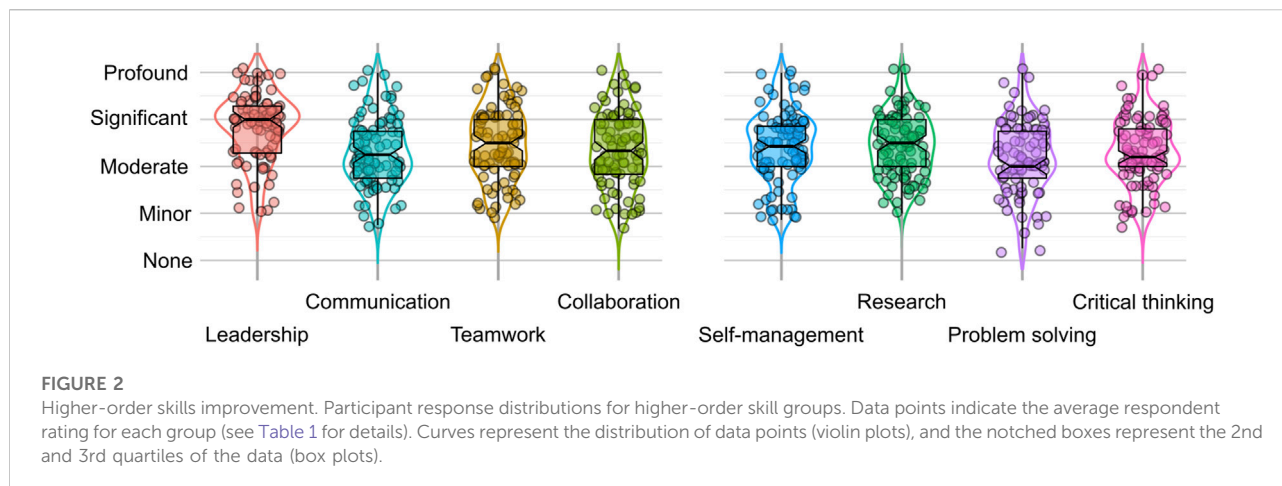 Profound
Significant
Moderate
Minor
None
Communication Collaboration Research Critical thinking
Leadership Teamwork Self-management Problem solving
FIGURE 2
Higher-order skills improvement. Participant response distributions for higher-order skill groups. Data points indicate the average respondent
rating for each group (see Table 1 for details). Curves represent the distribution of data points (violin plots), and the notched boxes represent the 2nd
and 3rd quartiles of the data (box plots).